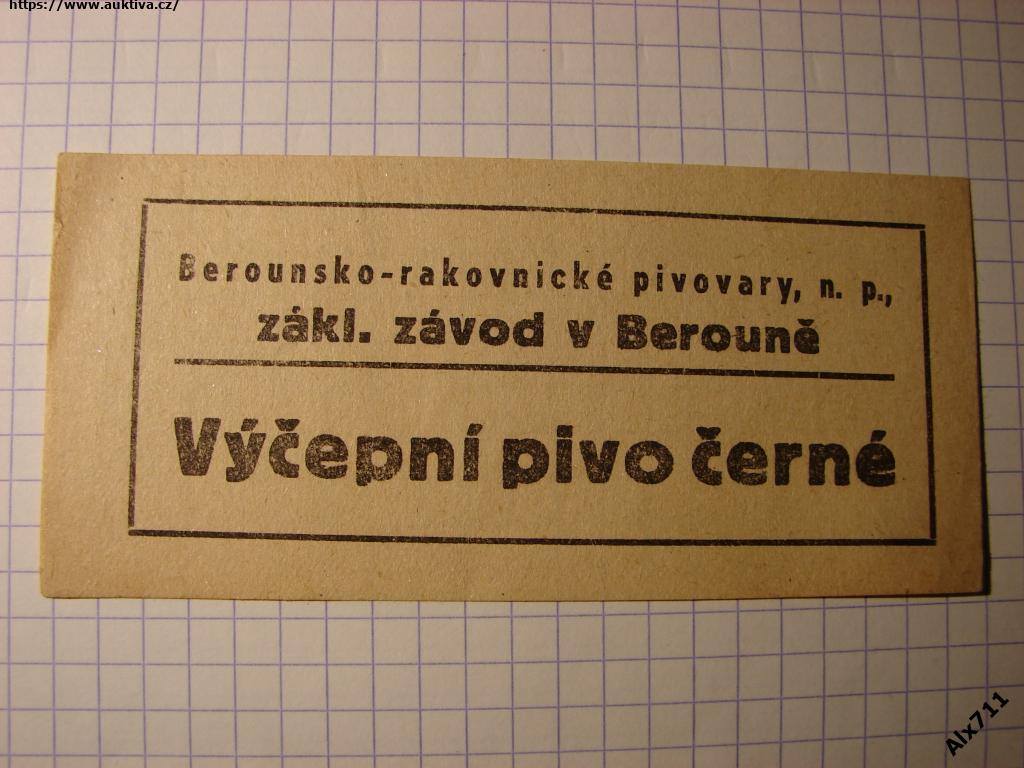 https://www.auktiva.cz/
Berounsko-rakovnické pivovary, n. p.,
zákl. závod v Berouně
Výčepní pivo černé
Alx711